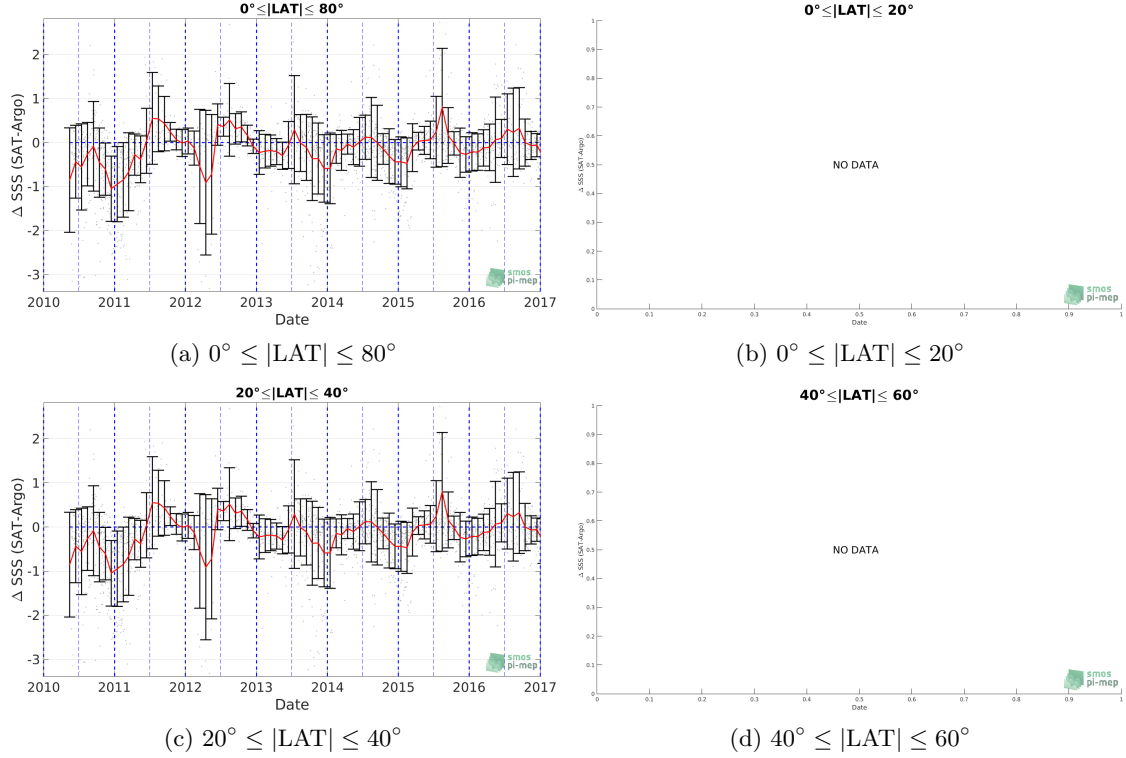 0°≤|LAT|≤ 80°
Δ SSS (SAT-Argo)
2
1
0
-1
-2
-3
2010 2011 2012 2013 2014 2015 2016 2017
Date
smos
pi-mep
(a) 0° ≤ |LAT| ≤ 80°
0°≤|LAT|≤ 20°
Δ SSS (SAT-Argo)
1
0.9
0.8
0.7
0.6
0.5
0.4
0.3
0.2
0.1
0
NO DATA
0 0.1 0.2 0.3 0.4 0.5 0.6 0.7 0.8 0.9 1
Date
smos
pi-mep
(b) 0° ≤ |LAT| ≤ 20°
20°≤|LAT|≤ 40°
Δ SSS (SAT-Argo)
2
1
0
-1
-2
-3
2010 2011 2012 2013 2014 2015 2016 2017
Date
smos
pi-mep
(c) 20° ≤ |LAT| ≤ 40°
40°≤|LAT|≤ 60°
Δ SSS (SAT-Argo)
1
0.9
0.8
0.7
0.6
0.5
0.4
0.3
0.2
0.1
0
NO DATA
0 0.1 0.2 0.3 0.4 0.5 0.6 0.7 0.8 0.9 1
Date
smos
pi-mep
(d) 40° ≤ |LAT| ≤ 60°